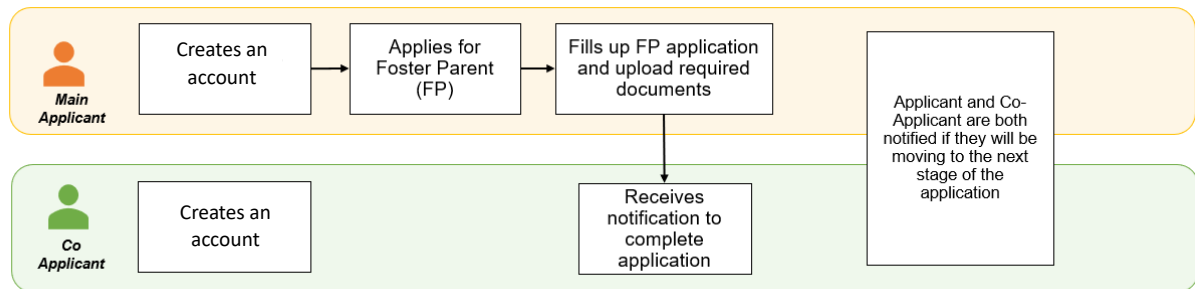 Main
Applicant
Creates an
account
Applies for
Foster Parent
(FP)
Fills up FP application
and upload required
documents
Applicant and Co-
Applicant are both
notified if they will be
moving to the next
stage of the
application
Co
Applicant
Creates an
account
Receives
notification to
complete
application